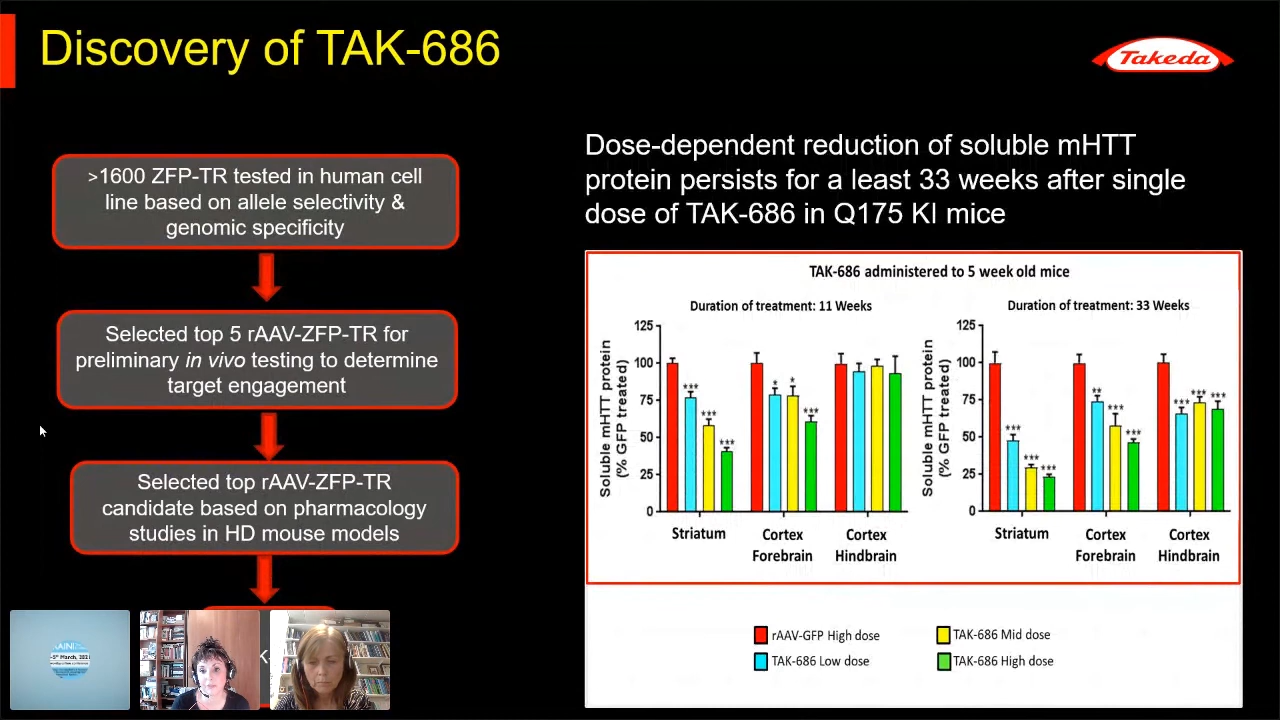 Discovery of TAK-686
Takeda
>1600 ZFP-TR tested in human cell
line based on allele selectivity &
genomic specificity
Selected top 5 rAAV-ZFP-TR for
preliminary in vivo testing to determine
target engagement
Selected top rAAV-ZFP-TR
candidate based on pharmacology
studies in HD mouse models
Dose-dependent reduction of soluble mHTT
protein persists for a least 33 weeks after single
dose of TAK-686 in Q175 KI mice
TAK-686 administered to 5 week old mice
Duration of treatment: 11 Weeks
Soluble mHTT protein
(% GFP treated)
125
100
75
50
25
0
***
***
***
*
*
***
Striatum
Cortex
Forebrain
Cortex
Hindbrain
Duration of treatment: 33 Weeks
Soluble mHTT protein
(% GFP treated)
125
100
75
50
25
0
***
***
***
**
***
***
***
***
***
Striatum
Cortex
Forebrain
Cortex
Hindbrain
rAAV-GFP High dose
TAK-686 Mid dose
TAK-686 Low dose
TAK-686 High dose